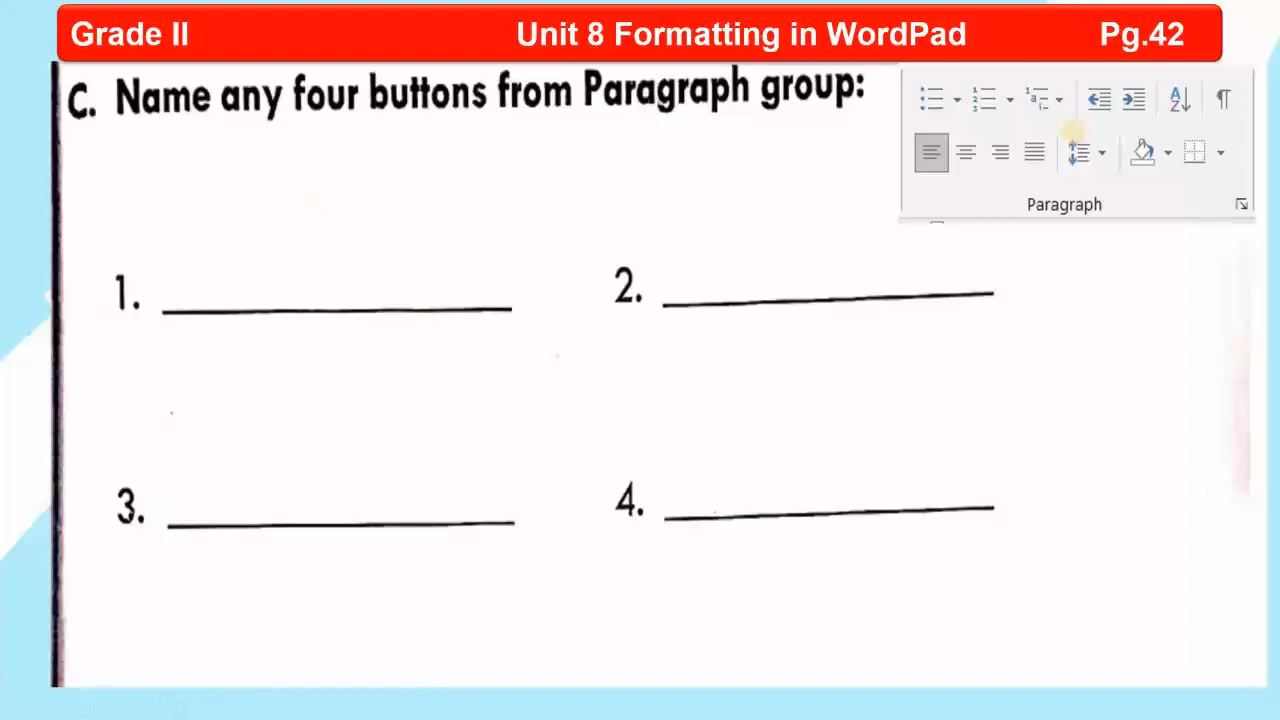 Grade II Unit 8 Formatting in WordPad Pg.42
C. Name any four buttons from Paragraph group:
Paragraph
1. 2.
3. 4.